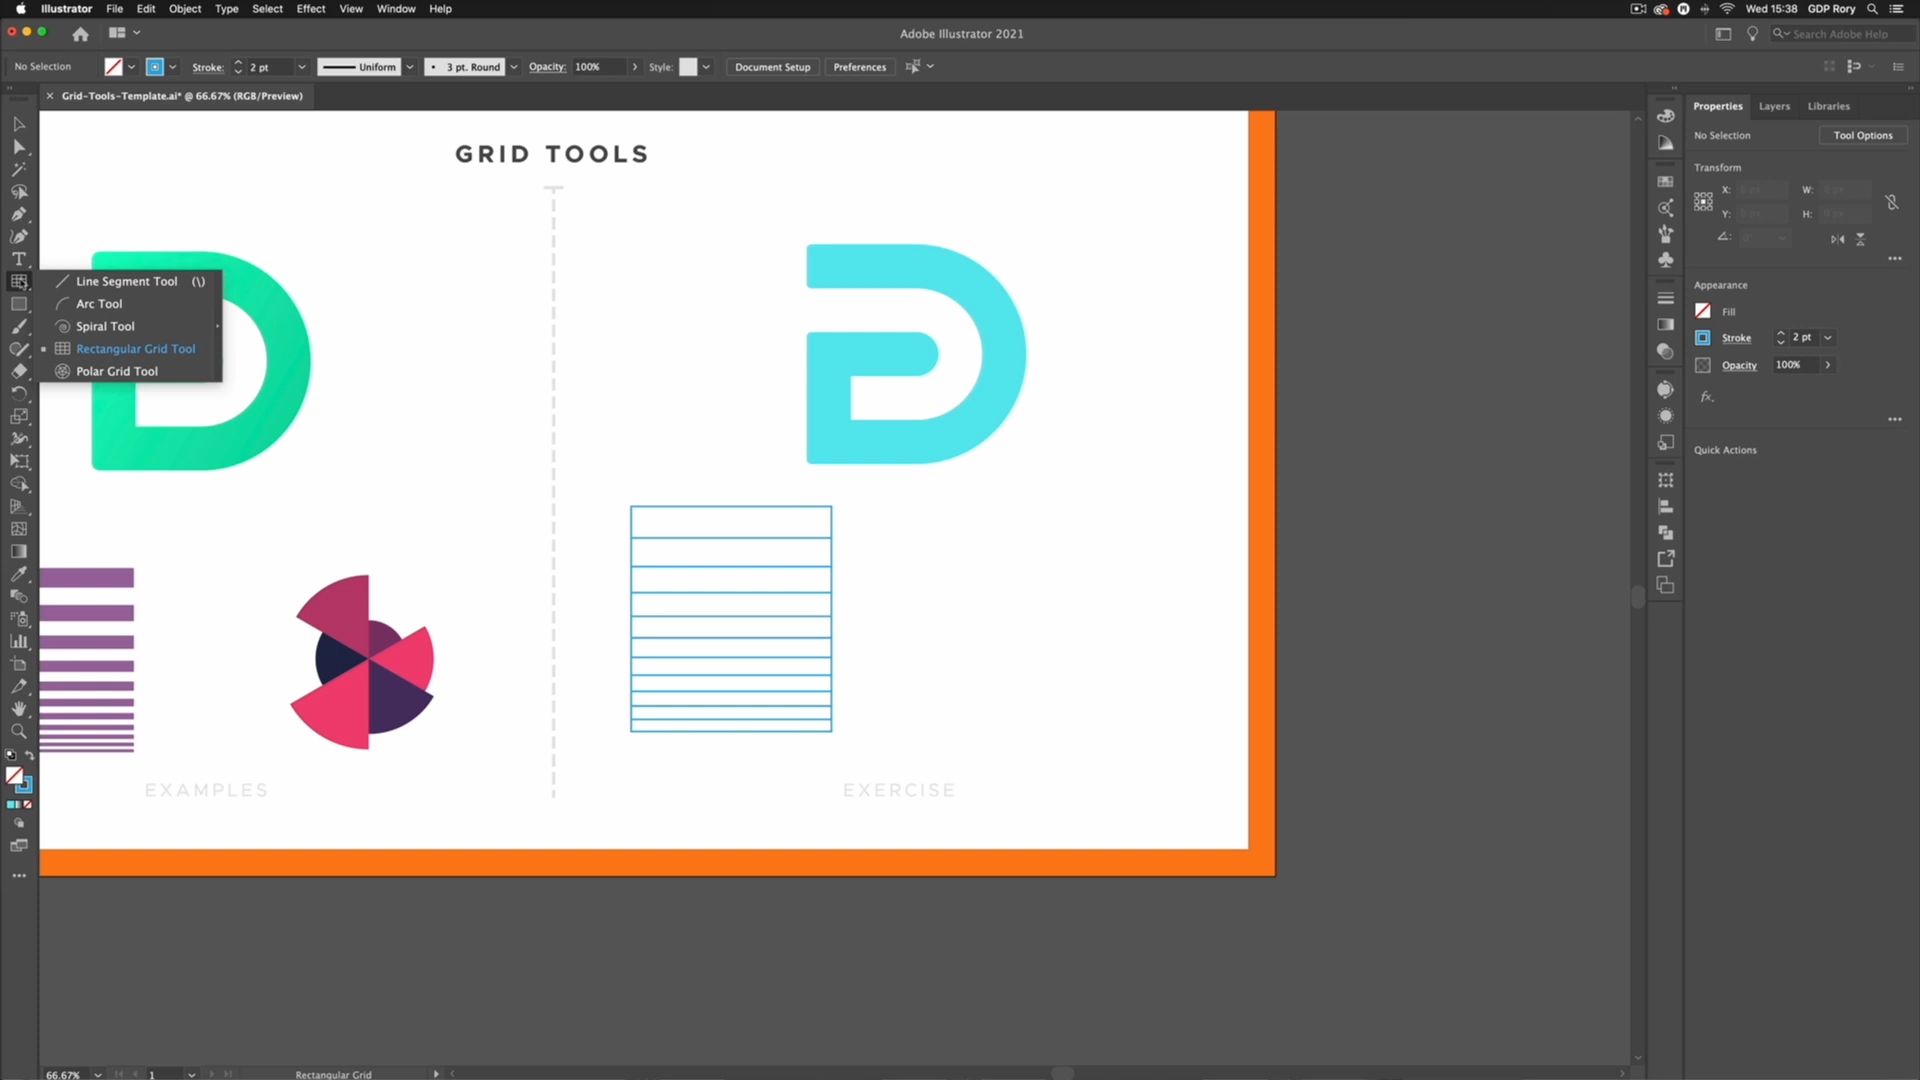 Illustrator File Edit Object Type Select Effect View Window Help
Wed 15:38 GDP Rory
Adobe Illustrator 2021
Search Adobe Help
No Selection
Stroke: 2 pt
Uniform
3 pt. Round
Opacity: 100%
Style:
Document Setup
Preferences
Grid-Tools-Template.ai* @ 66.67% (RGB/Preview)
GRID TOOLS
Line Segment Tool (\)
Arc Tool
Spiral Tool
Rectangular Grid Tool
Polar Grid Tool
EXAMPLES
EXERCISE
Properties Layers Libraries
No Selection
Tool Options
Transform
X: W:
Y: H:
Appearance
Fill
Stroke 2 pt
Opacity 100%
fx.
Quick Actions
66.67% 1 Rectangular Grid